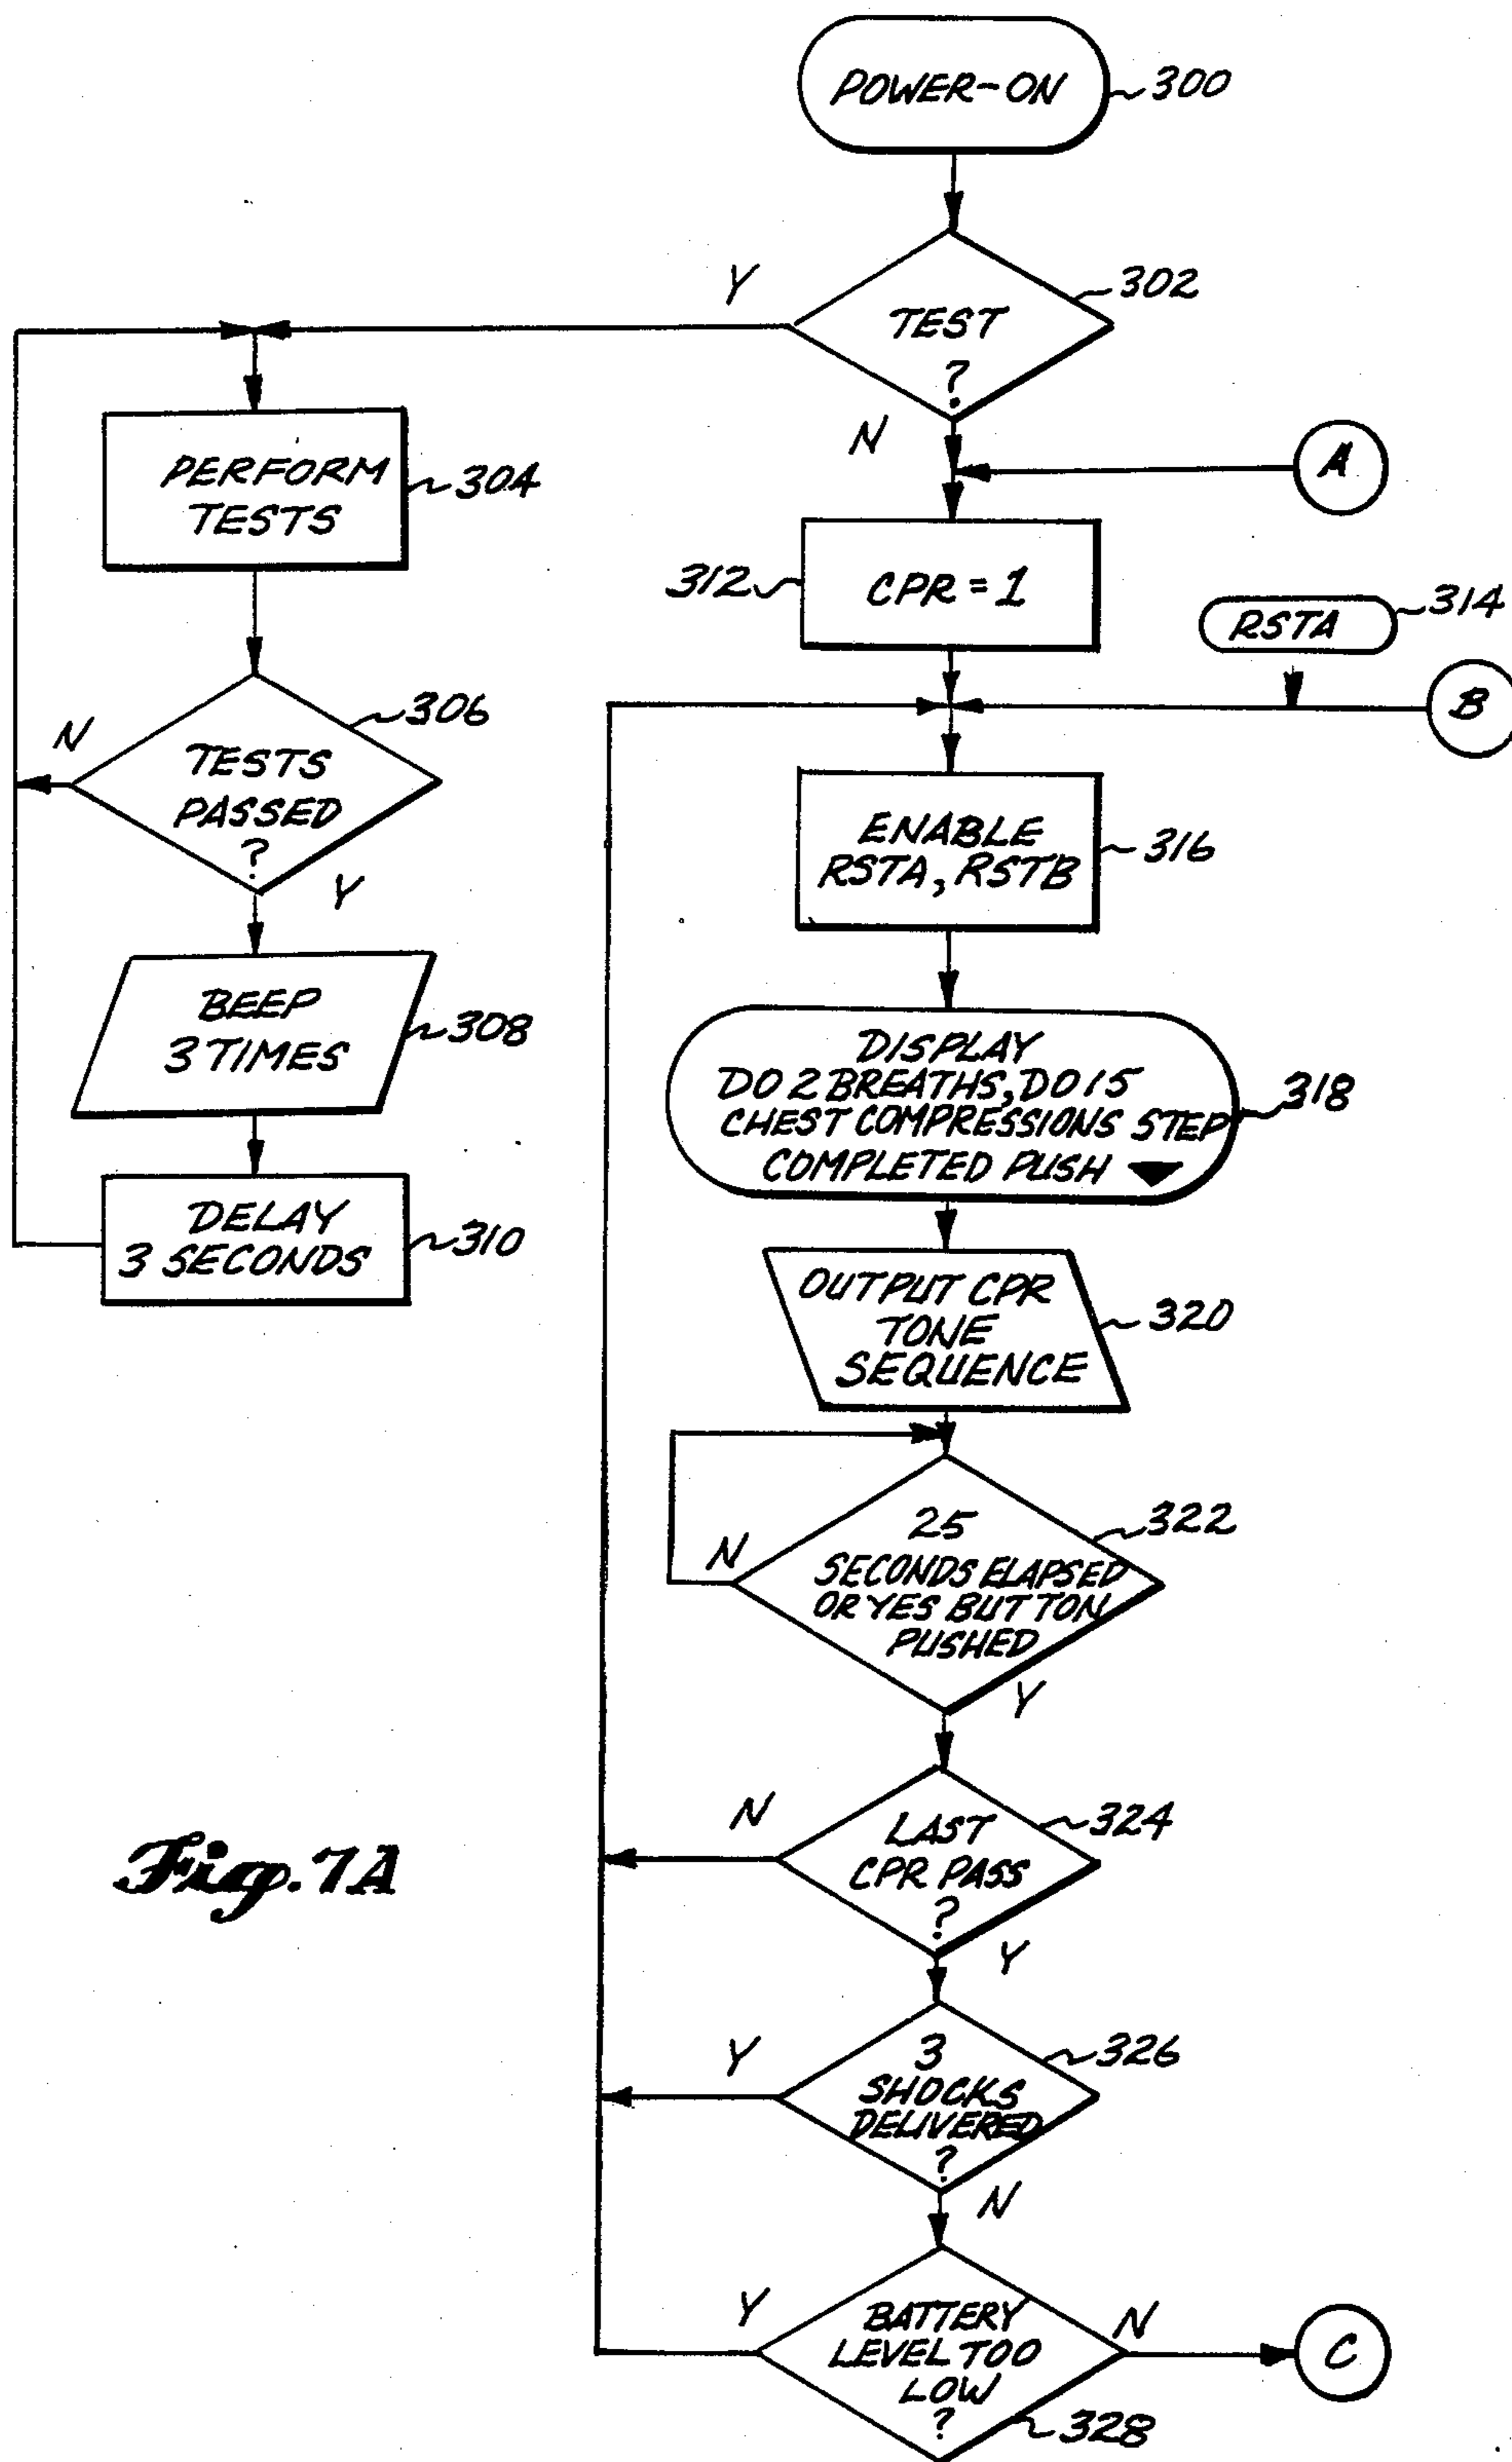 POWER-ON
300
302
Y
TEST
?
N
A
PERFORM
TESTS
304
312
CPR = 1
RSTA
314
B
306
N
TESTS
PASSED
?
Y
ENABLE
RSTA, RSTB
316
BEEP
3 TIMES
308
DISPLAY
DO 2 BREATHS, DO 15
CHEST COMPRESSIONS STEP
COMPLETED PUSH
318
DELAY
3 SECONDS
310
OUTPUT CPR
TONE
SEQUENCE
320
25
SECONDS ELAPSED
OR YES BUTTON
PUSHED
322
N
Y
LAST
CPR PASS
?
324
N
Y
Fig. 7A
3
SHOCKS
DELIVERED
?
326
Y
N
BATTERY
LEVEL TOO
LOW
?
328
Y
N
C